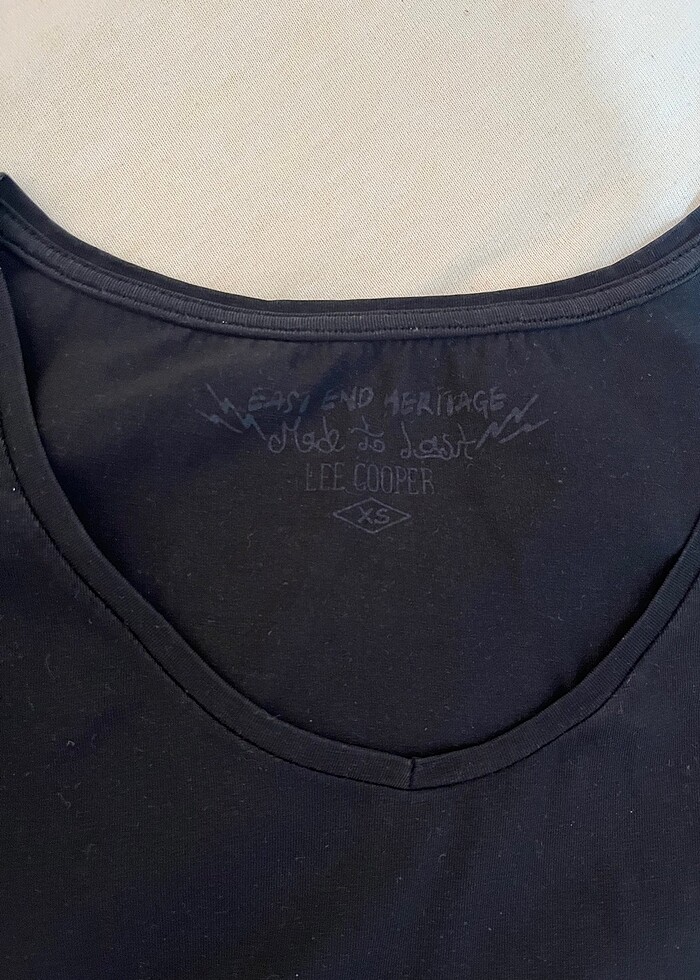 EAST END HERITAGE
Made To Last
LEE COOPER
XS